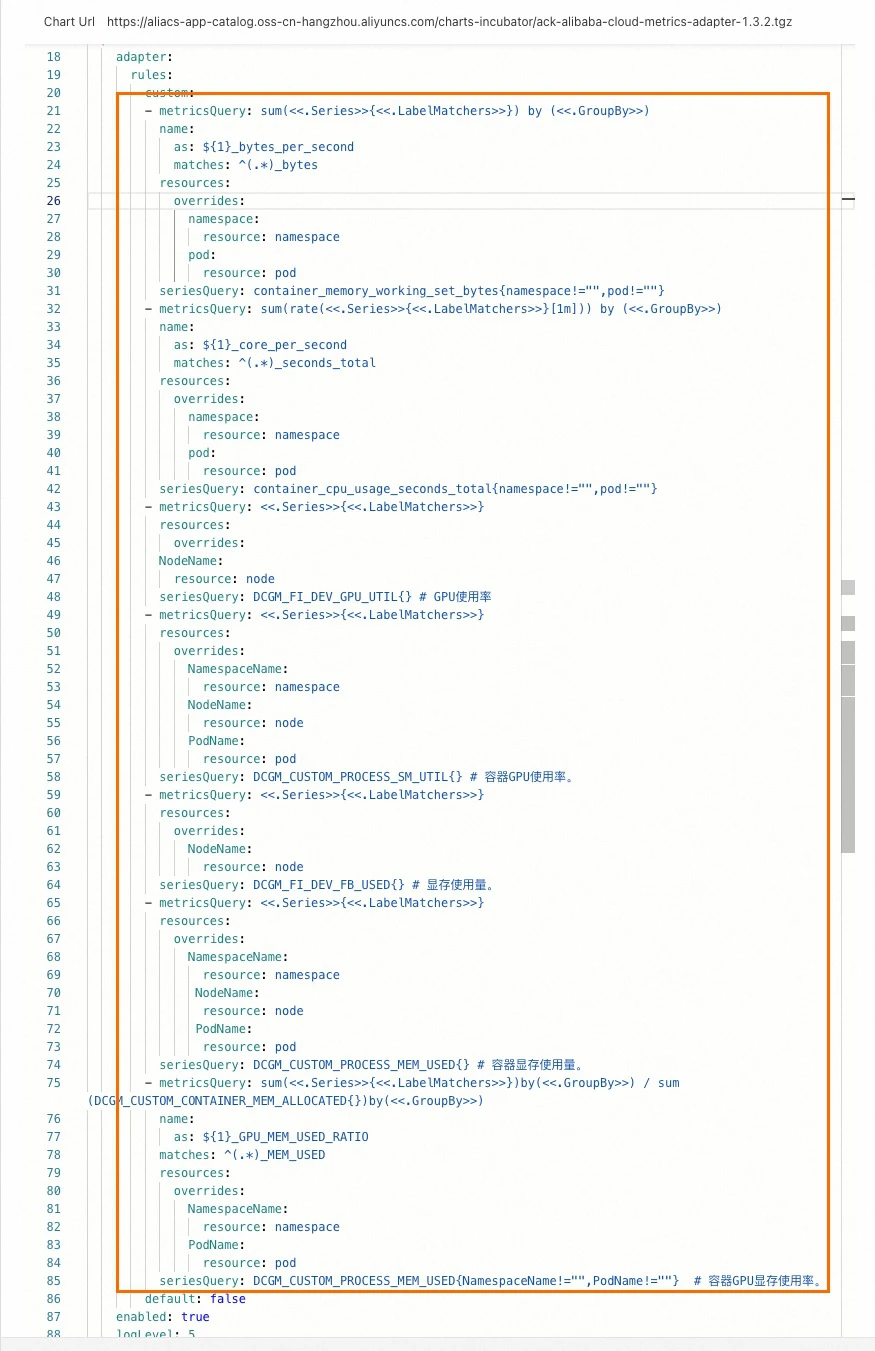 Chart Url https://aliacs-app-catalog.oss-cn-hangzhou.aliyuncs.com/charts-incubator/ack-alibaba-cloud-metrics-adapter-1.3.2.tgz
18 adapter:
19 rules:
20 custom:
21 - metricsQuery: sum(<<.Series>>{<<.LabelMatchers>>}) by (<<.GroupBy>>)
22 name:
23 as: ${1}_bytes_per_second
24 matches: ^(.*)_bytes
25 resources:
26 overrides:
27 namespace:
28 resource: namespace
29 pod:
30 resource: pod
31 seriesQuery: container_memory_working_set_bytes{namespace!="",pod!=""}
32 - metricsQuery: sum(rate(<<.Series>>{<<.LabelMatchers>>}[1m])) by (<<.GroupBy>>)
33 name:
34 as: ${1}_core_per_second
35 matches: ^(.*)_seconds_total
36 resources:
37 overrides:
38 namespace:
39 resource: namespace
40 pod:
41 resource: pod
42 seriesQuery: container_cpu_usage_seconds_total{namespace!="",pod!=""}
43 - metricsQuery: <<.Series>>{<<.LabelMatchers>>}
44 resources:
45 overrides:
46 NodeName:
47 resource: node
48 seriesQuery: DCGM_FI_DEV_GPU_UTIL{} # GPU使用率
49 - metricsQuery: <<.Series>>{<<.LabelMatchers>>}
50 resources:
51 overrides:
52 NamespaceName:
53 resource: namespace
54 NodeName:
55 resource: node
56 PodName:
57 resource: pod
58 seriesQuery: DCGM_CUSTOM_PROCESS_SM_UTIL{} # 容器GPU使用率。
59 - metricsQuery: <<.Series>>{<<.LabelMatchers>>}
60 resources:
61 overrides:
62 NodeName:
63 resource: node
64 seriesQuery: DCGM_FI_DEV_FB_USED{} # 显存使用量。
65 - metricsQuery: <<.Series>>{<<.LabelMatchers>>}
66 resources:
67 overrides:
68 NamespaceName:
69 resource: namespace
70 NodeName:
71 resource: node
72 PodName:
73 resource: pod
74 seriesQuery: DCGM_CUSTOM_PROCESS_MEM_USED{} # 容器显存使用量。
75 - metricsQuery: sum(<<.Series>>{<<.LabelMatchers>>})by(<<.GroupBy>>) / sum
(DCGM_CUSTOM_CONTAINER_MEM_ALLOCATED{})by(<<.GroupBy>>)
76 name:
77 as: ${1}_GPU_MEM_USED_RATIO
78 matches: ^(.*)_MEM_USED
79 resources:
80 overrides:
81 NamespaceName:
82 resource: namespace
83 PodName:
84 resource: pod
85 seriesQuery: DCGM_CUSTOM_PROCESS_MEM_USED{NamespaceName!="",PodName!=""} # 容器GPU显存使用率。
86 default: false
87 enabled: true
88 logLevel: 5